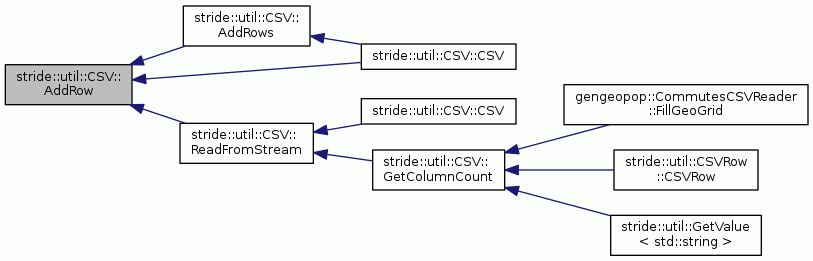 stride::util::CSV::
AddRow
stride::util::CSV::
AddRows
stride::util::CSV::CSV
stride::util::CSV::CSV
stride::util::CSV::
ReadFromStream
stride::util::CSV::
GetColumnCount
gengeopop::CommutesCSVReader
::FillGeoGrid
stride::util::CSVRow
::CSVRow
stride::util::GetValue
< std::string >